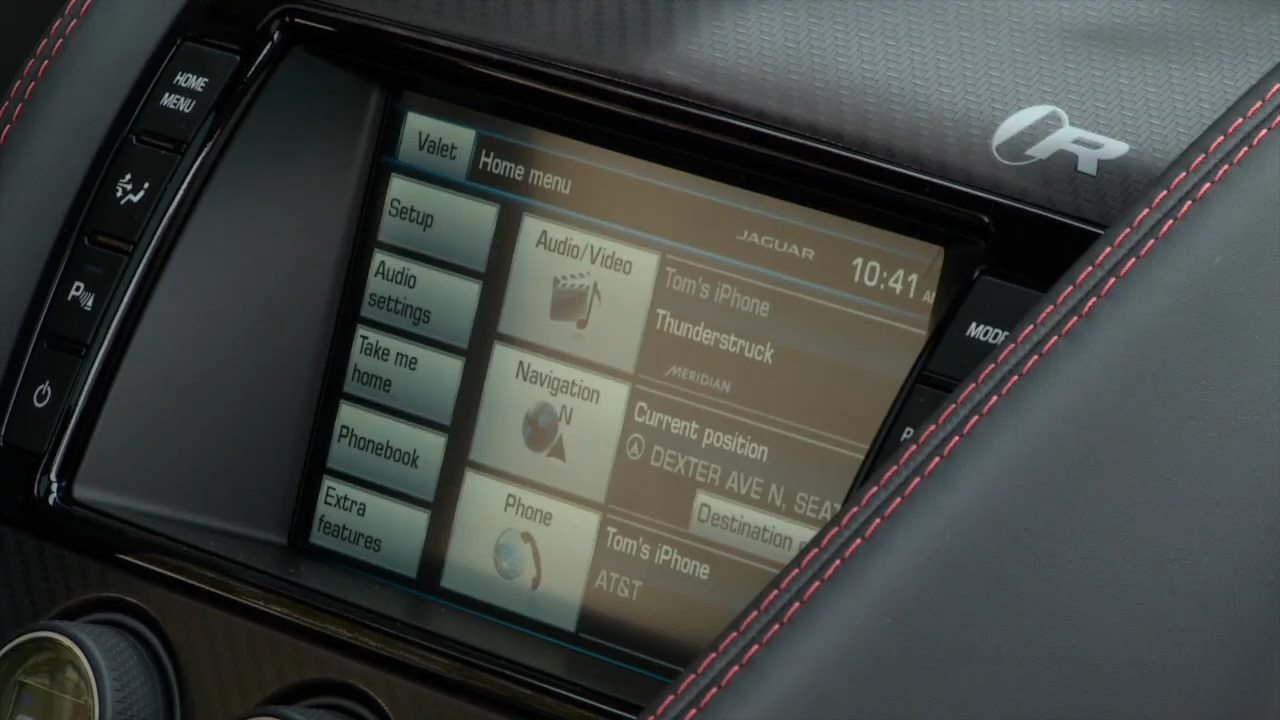 HOME
MENU
Valet
Home menu
JAGUAR
10:41
Setup
Audio
settings
Take me
home
Phonebook
Extra
features
Audio/Video
Tom's iPhone
Thunderstruck
MERIDIAN
Navigation
N
Current position
A DEXTER AVE N, SEA
Destination
Phone
Tom's iPhone
AT&T
R
MODE
P
P